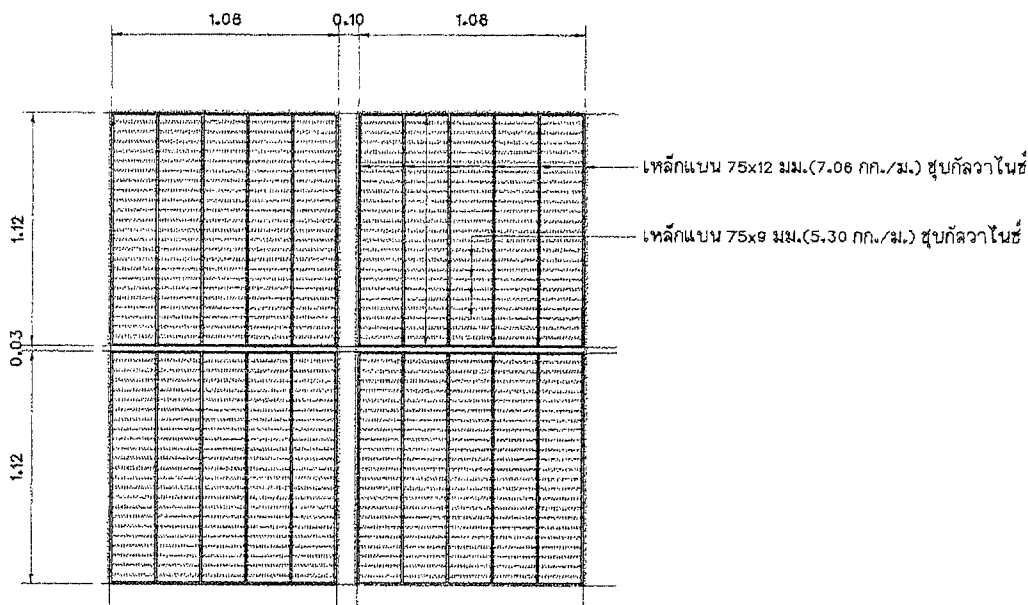 1.08 0.10 1.08
1.12
เหล็กแบน 75x12 มม.(7.06 กก./ม.) ชุบกัลวาไนซ์
เหล็กแบน 75x9 มม.(5.30 กก./ม.) ชุบกัลวาไนซ์
0.03
1.12